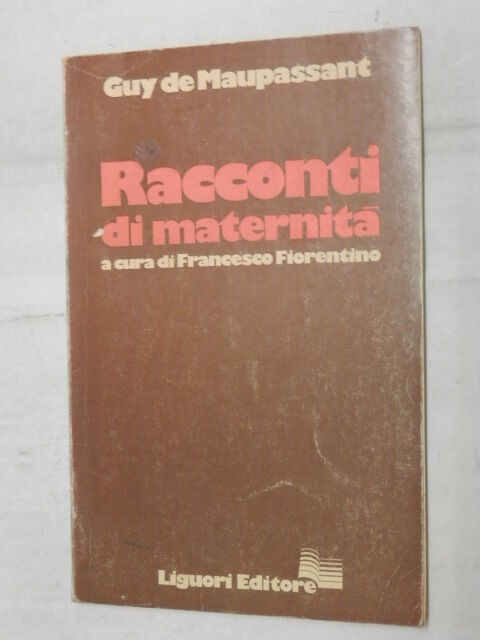 Guy de Maupassant
Racconti
di maternità
a cura di Francesco Fiorentino
Liguori Editore